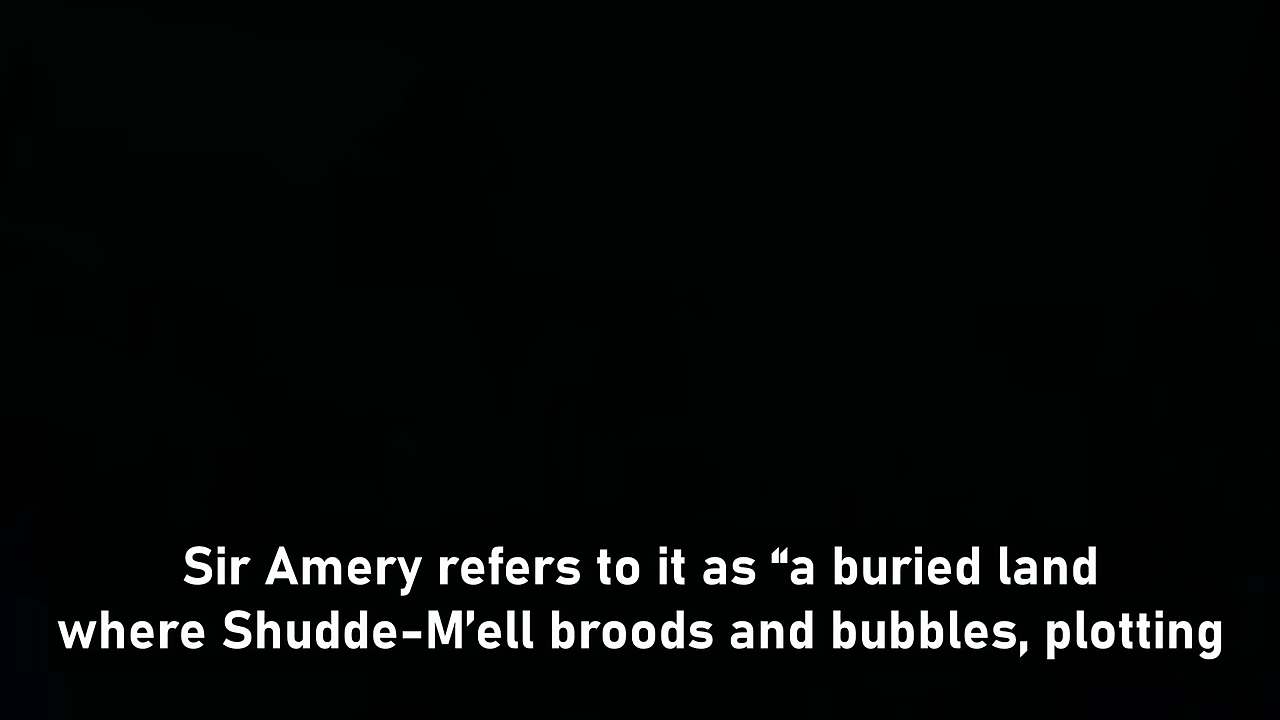 Sir Amery refers to it as “a buried land
where Shudde-M’ell broods and bubbles, plotting